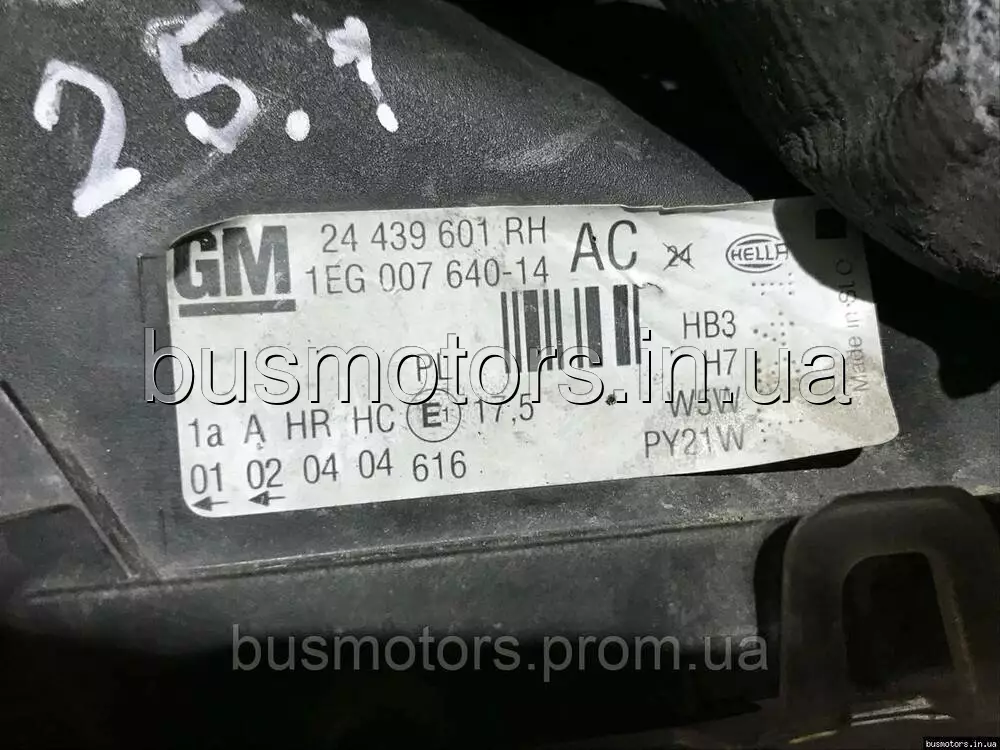 25.1
GM 24 439 601 RH AC 24 HELLA
1EG 007 640-14
HB3
PL H7
1a A HR HC E1 17,5 W5W
01 02 04 04 616 PY21W
Made in SLO
busmotors.in.ua
busmotors.prom.ua
busmotors.in.ua